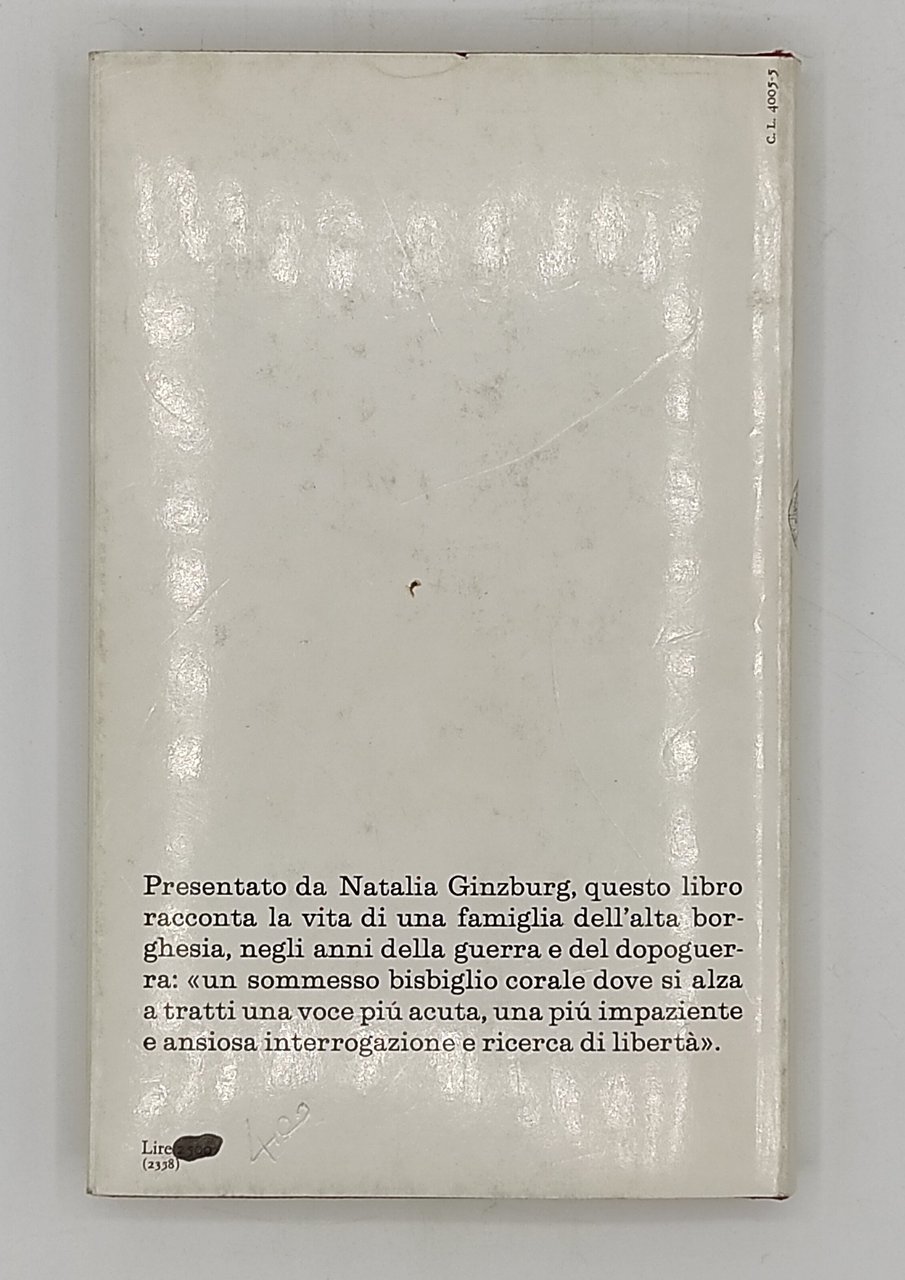 C. L. 4005-5
Presentato da Natalia Ginzburg, questo libro
racconta la vita di una famiglia dell'alta bor-
ghesia, negli anni della guerra e del dopoguer-
ra: «un sommesso bisbiglio corale dove si alza
a tratti una voce piú acuta, una piú impaziente
e ansiosa interrogazione e ricerca di libertà».
Lire
(2358)
400